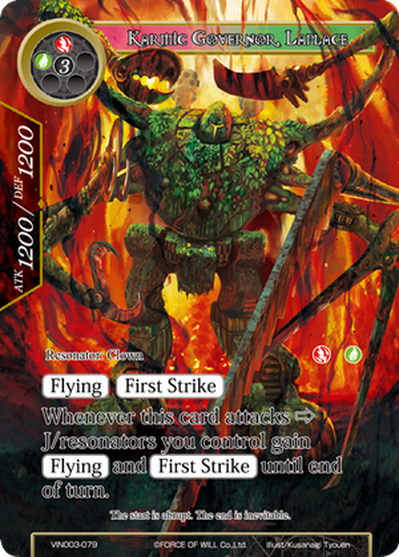 Karmic Governor, Laplace
3
ATK 1200 / DEF 1200
Resonator: Clown
Flying First Strike
Whenever this card attacks ⇨
J/resonators you control gain
Flying and First Strike until end
of turn.
The start is abrupt. The end is inevitable.
VIN003-079 ©FORCE OF WILL Co.,Ltd. Illust/Kusanagi Tyouen